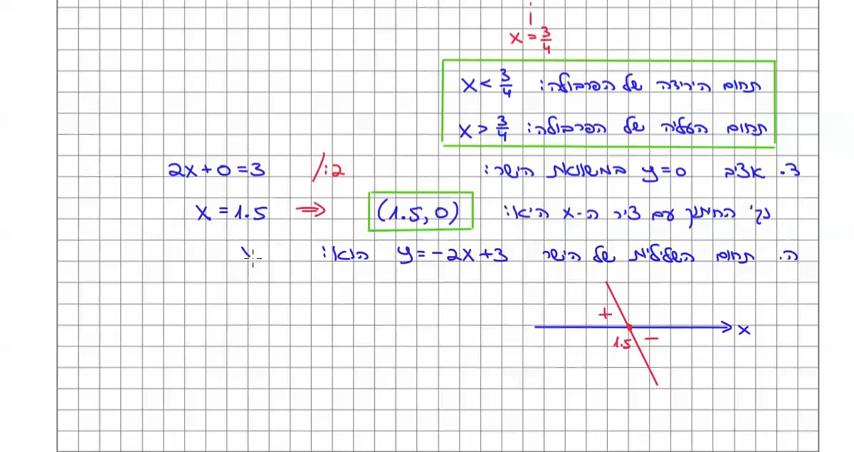 x = 3/4
תחום הירידה של הפרבולה: x < 3/4
תחום העליה של הפרבולה: x > 3/4
ד. אציב y=0 במשוואת הישר: 2x+0=3 /:2
נק' החיתוך עם ציר ה-x היא: (1.5, 0) ⇐ x = 1.5
ה. תחום השליליות של הישר y = -2x+3 הוא:
+
x
1.5
−